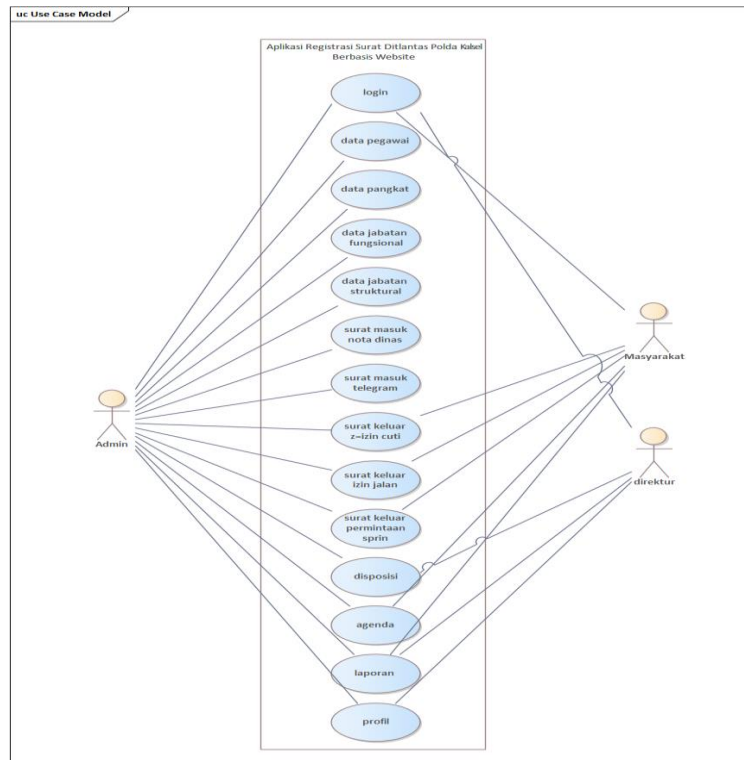 uc Use Case Model
Aplikasi Registrasi Surat Ditlantas Polda Kalsel
Berbasis Website
login
data pegawai
data pangkat
data jabatan
fungsional
data jabatan
struktural
surat masuk
nota dinas
surat masuk
telegram
surat keluar
z-izin cuti
surat keluar
izin jalan
surat keluar
permintaan
sprin
disposisi
agenda
laporan
profil
Admin
Masyarakat
direktur